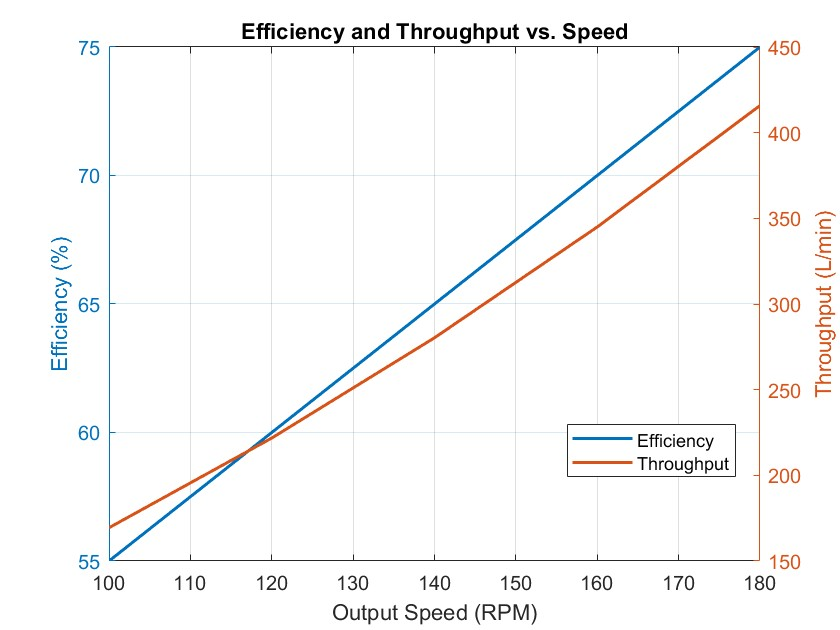 Efficiency and Throughput vs. Speed
75
70
65
60
55
Efficiency (%)
450
400
350
300
250
200
150
Throughput (L/min)
Efficiency
Throughput
100 110 120 130 140 150 160 170 180
Output Speed (RPM)